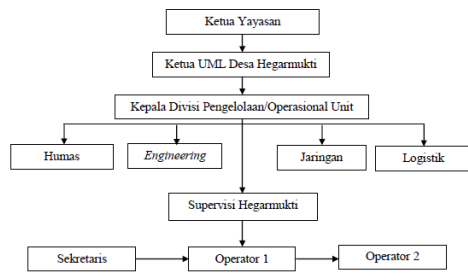 Ketua Yayasan
Ketua UML Desa Hegarmukti
Kepala Divisi Pengelolaan/Operasional Unit
Humas
Engineering
Jaringan
Logistik
Supervisi Hegarmukti
Sekretaris
Operator 1
Operator 2